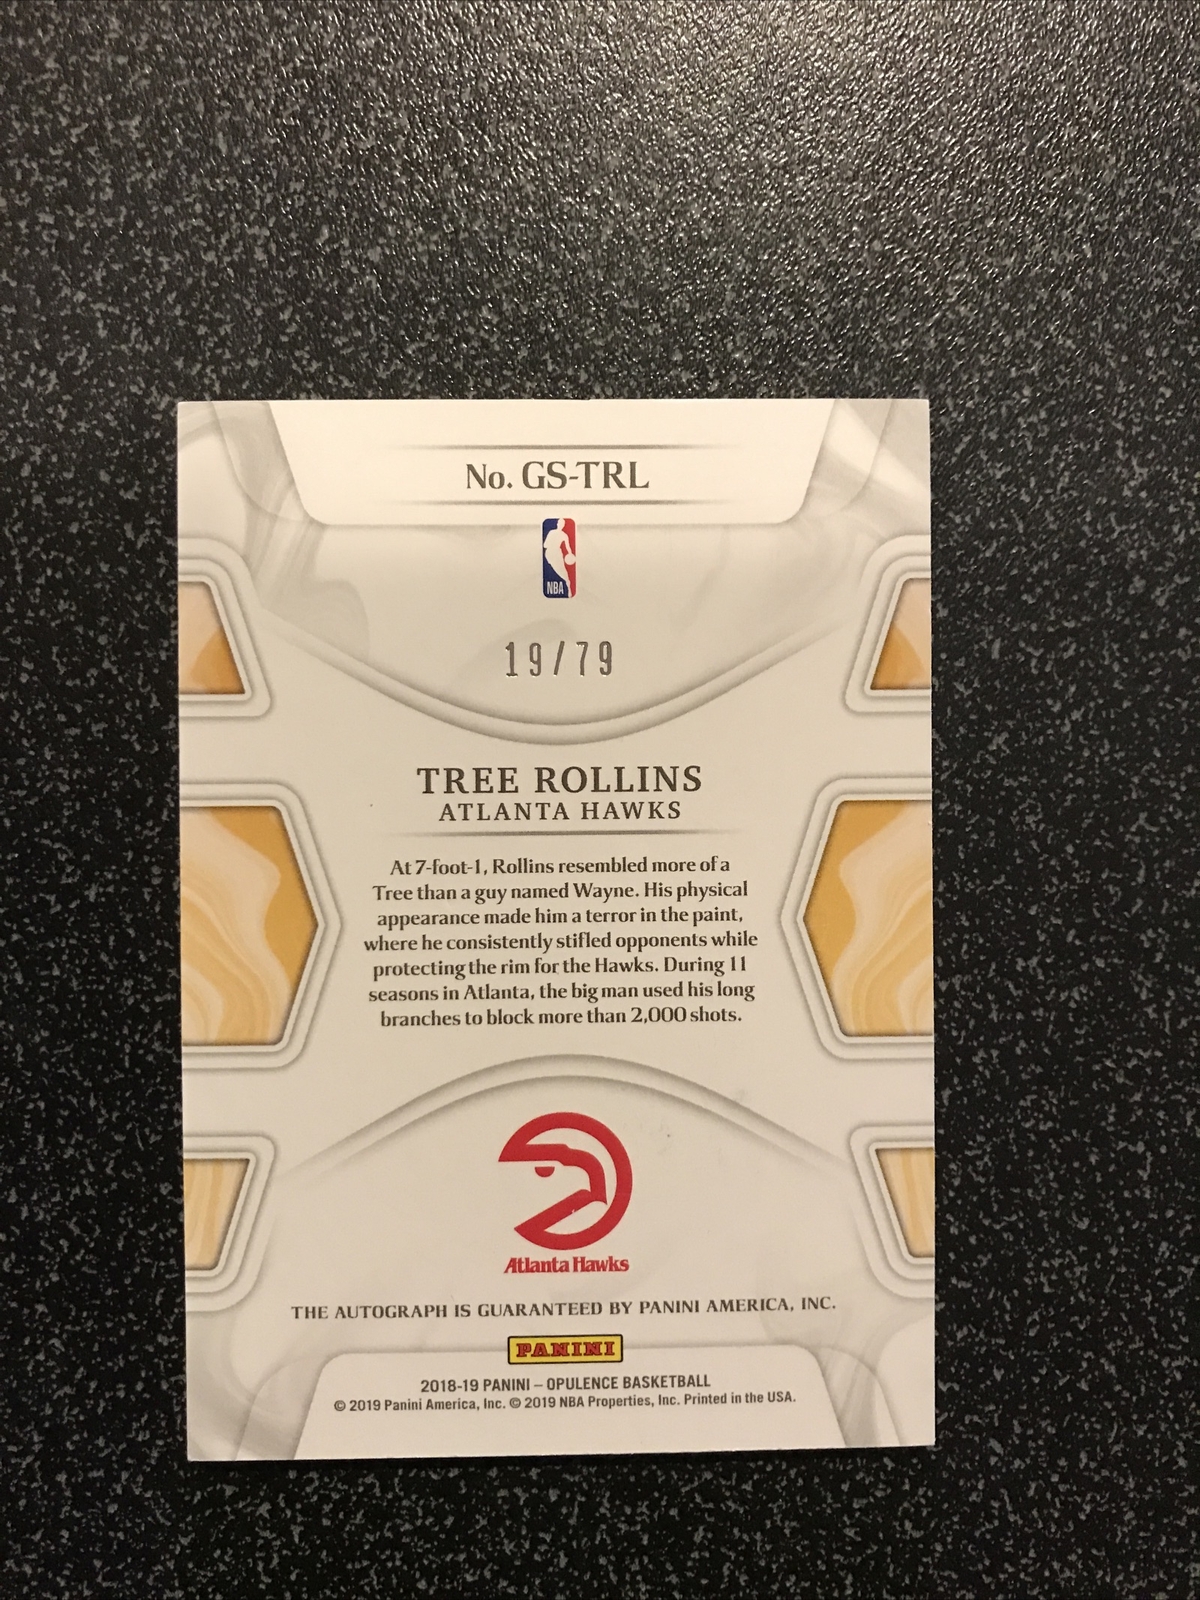 No. GS-TRL
NBA
19/79
TREE ROLLINS
ATLANTA HAWKS
At 7-foot-1, Rollins resembled more of a
Tree than a guy named Wayne. His physical
appearance made him a terror in the paint,
where he consistently stifled opponents while
protecting the rim for the Hawks. During 11
seasons in Atlanta, the big man used his long
branches to block more than 2,000 shots.
Atlanta Hawks
THE AUTOGRAPH IS GUARANTEED BY PANINI AMERICA, INC.
PANINI
2018-19 PANINI – OPULENCE BASKETBALL
© 2019 Panini America, Inc. © 2019 NBA Properties, Inc. Printed in the USA.